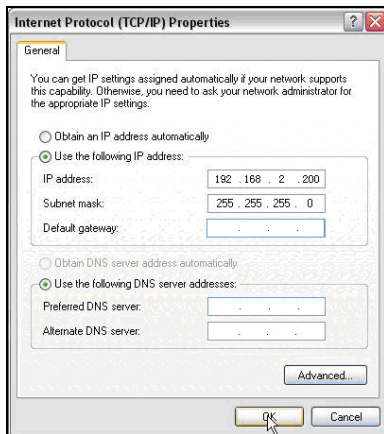 Internet Protocol (TCP/IP) Properties
General
You can get IP settings assigned automatically if your network supports
this capability. Otherwise, you need to ask your network administrator for
the appropriate IP settings.
Obtain an IP address automatically
Use the following IP address:
IP address: 192 . 168 . 2 . 200
Subnet mask: 255 . 255 . 255 . 0
Default gateway: . . .
Obtain DNS server address automatically
Use the following DNS server addresses:
Preferred DNS server: . . .
Alternate DNS server: . . .
Advanced...
OK Cancel